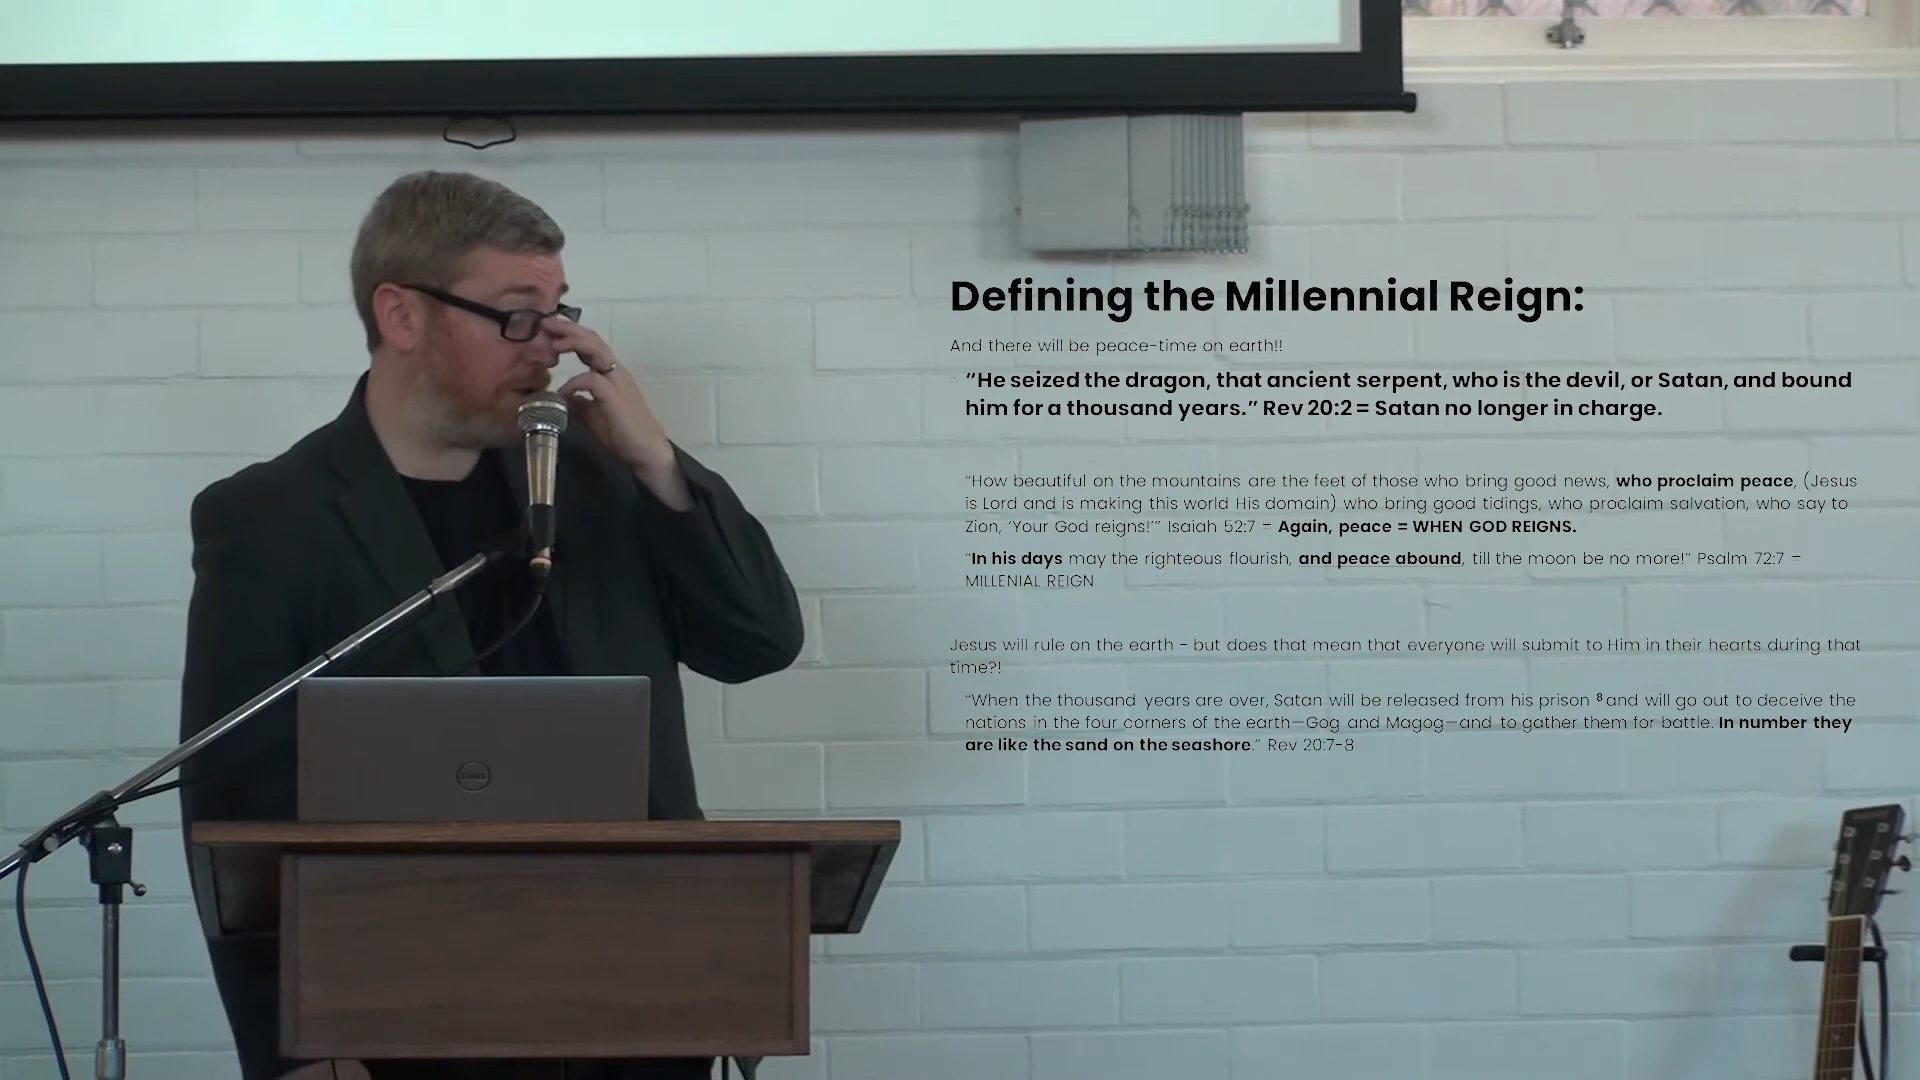 Defining the Millennial Reign:
And there will be peace-time on earth!!
“He seized the dragon, that ancient serpent, who is the devil, or Satan, and bound
him for a thousand years.” Rev 20:2 = Satan no longer in charge.
“How beautiful on the mountains are the feet of those who bring good news, who proclaim peace, (Jesus
is Lord and is making this world His domain) who bring good tidings, who proclaim salvation, who say to
Zion, ‘Your God reigns!’” Isaiah 52:7 = Again, peace = WHEN GOD REIGNS.
“In his days may the righteous flourish, and peace abound, till the moon be no more!” Psalm 72:7 =
MILLENIAL REIGN
Jesus will rule on the earth - but does that mean that everyone will submit to Him in their hearts during that
time?!
“When the thousand years are over, Satan will be released from his prison ⁸ and will go out to deceive the
nations in the four corners of the earth—Gog and Magog—and to gather them for battle. In number they
are like the sand on the seashore.” Rev 20:7-8
DELL